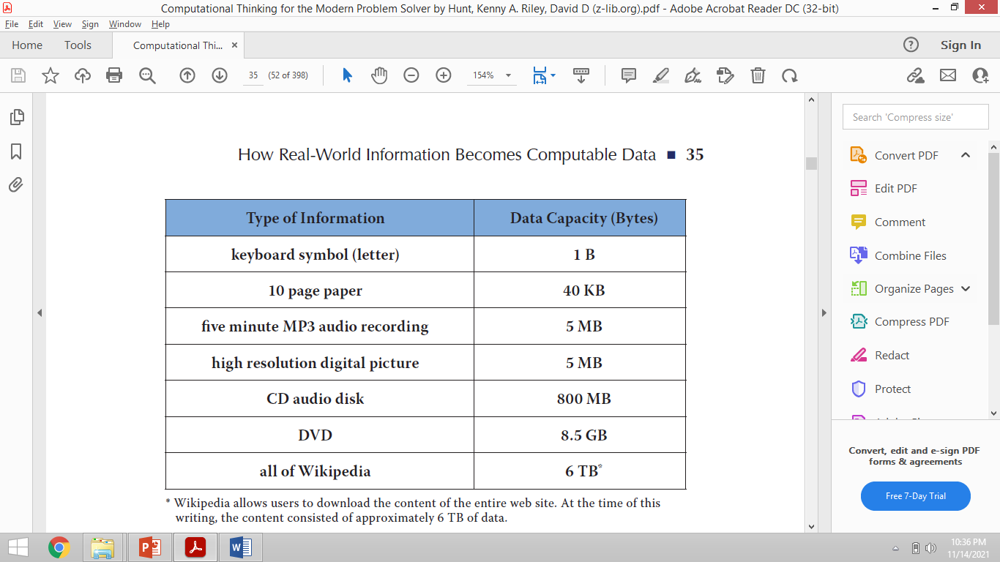 Computational Thinking for the Modern Problem Solver by Hunt, Kenny A. Riley, David D (z-lib.org).pdf - Adobe Acrobat Reader DC (32-bit)
File Edit View Sign Window Help
Home Tools Computational Thi... × Sign In
35 (52 of 398) 154%
How Real-World Information Becomes Computable Data ■ 35
Type of Information Data Capacity (Bytes)
keyboard symbol (letter) 1 B
10 page paper 40 KB
five minute MP3 audio recording 5 MB
high resolution digital picture 5 MB
CD audio disk 800 MB
DVD 8.5 GB
all of Wikipedia 6 TB*
* Wikipedia allows users to download the content of the entire web site. At the time of this
writing, the content consisted of approximately 6 TB of data.
Search 'Compress size'
Convert PDF
Edit PDF
Comment
Combine Files
Organize Pages
Compress PDF
Redact
Protect
Convert, edit and e-sign PDF
forms & agreements
Free 7-Day Trial
10:36 PM
11/14/2021